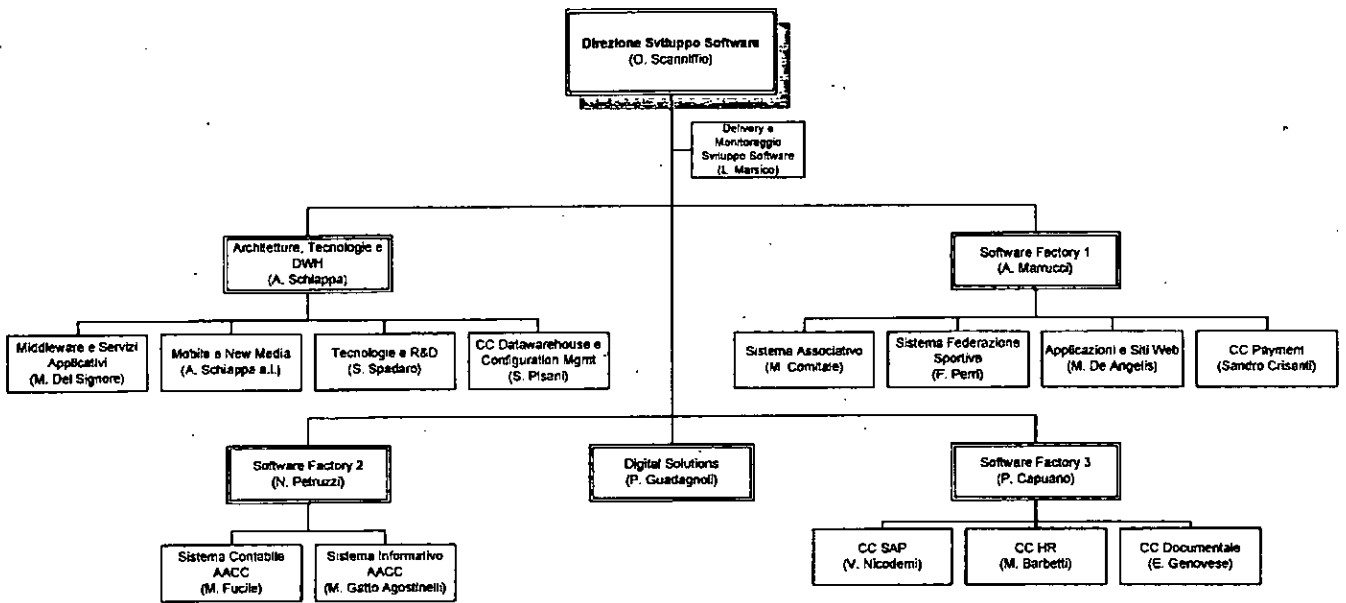 Direzione Sviluppo Software
(O. Scanniffio)
Delivery e
Monitoraggio
Sviluppo Software
(L. Marsico)
Architetture, Tecnologie e
DWH
(A. Schiappa)
Software Factory 1
(A. Marrucci)
Middleware e Servizi
Applicativi
(M. Del Signore)
Mobile e New Media
(A. Schiappa a.i.)
Tecnologie e R&D
(S. Spadaro)
CC Datawarehouse e
Configuration Mgmt
(S. Pisani)
Sistema Associativo
(M. Comitale)
Sistema Federazione
Sportiva
(F. Perri)
Applicazioni e Siti Web
(M. De Angelis)
CC Payment
(Sandro Crisanti)
Software Factory 2
(N. Petruzzi)
Digital Solutions
(P. Guadagnoli)
Software Factory 3
(P. Capuano)
Sistema Contabile
AACC
(M. Fucile)
Sistema Informativo
AACC
(M. Gatto Agostinelli)
CC SAP
(V. Nicodemi)
CC HR
(M. Barbetti)
CC Documentale
(E. Genovese)